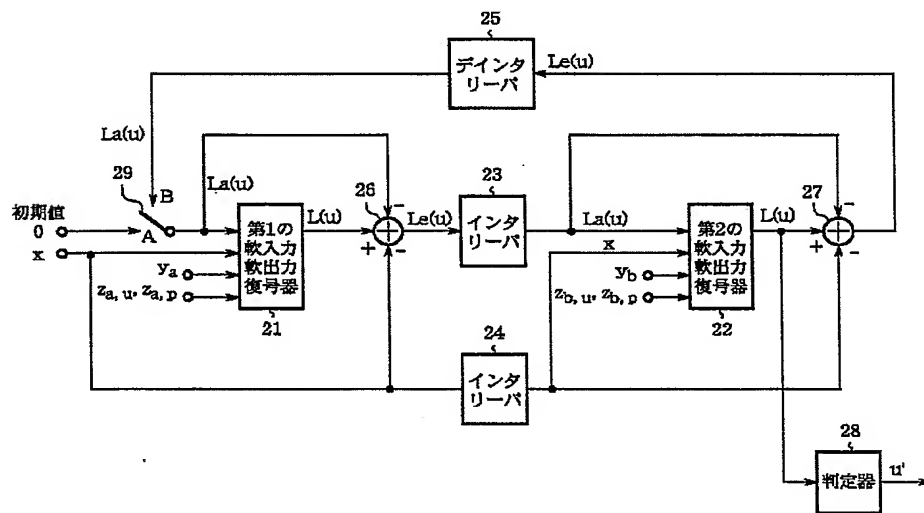 25
デインタ
リーパ
Le(u)
La(u)
29
B
A
La(u)
初期値
0
x
ya
za, u, za, p
第1の
軟入力
軟出力
復号器
21
L(u)
26
-
+
-
Le(u)
23
インタ
リーパ
La(u)
x
yb
zb, u, zb, p
第2の
軟入力
軟出力
復号器
22
L(u)
27
-
+
-
24
インタ
リーパ
28
判定器
u'